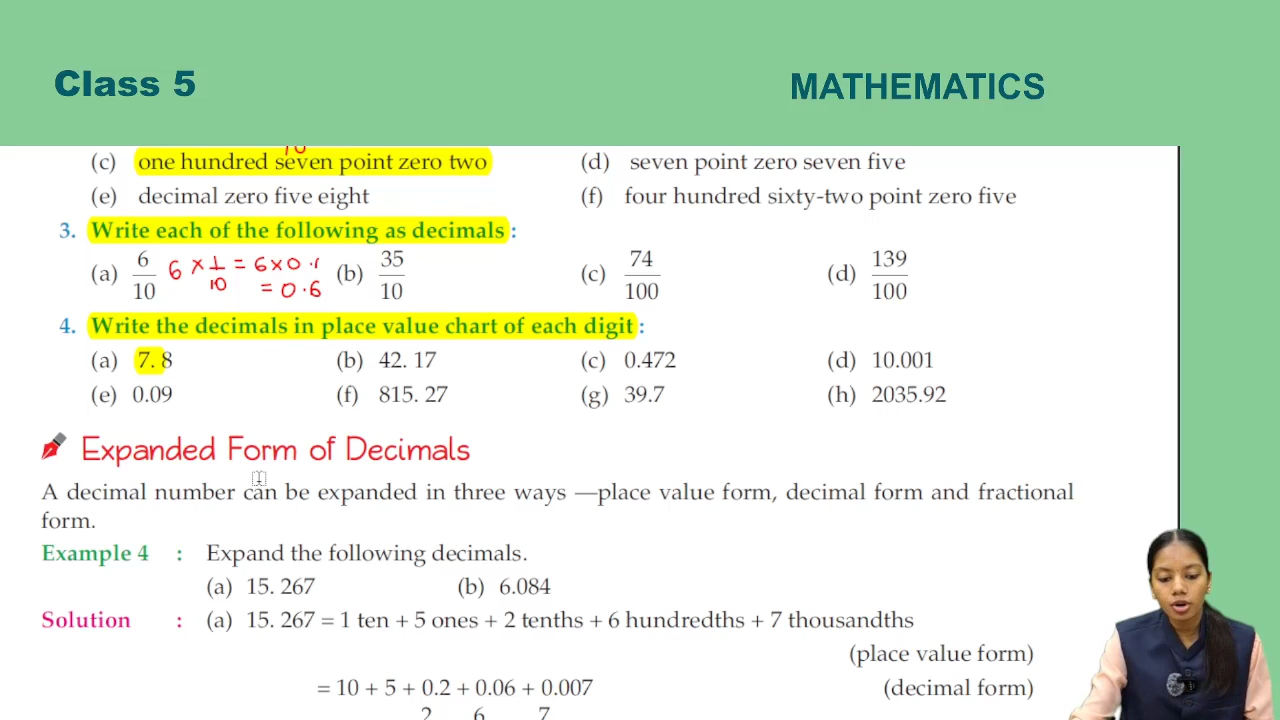 Class 5
MATHEMATICS
10
(c) one hundred seven point zero two (d) seven point zero seven five
(e) decimal zero five eight (f) four hundred sixty-two point zero five
3. Write each of the following as decimals :
(a) 6/10 6 × 1/10 = 6 × 0.1 (b) 35/10 (c) 74/100 (d) 139/100
= 0.6
4. Write the decimals in place value chart of each digit :
(a) 7. 8 (b) 42. 17 (c) 0.472 (d) 10.001
(e) 0.09 (f) 815. 27 (g) 39.7 (h) 2035.92
Expanded Form of Decimals
A decimal number can be expanded in three ways —place value form, decimal form and fractional
form.
Example 4 : Expand the following decimals.
(a) 15. 267 (b) 6.084
Solution : (a) 15. 267 = 1 ten + 5 ones + 2 tenths + 6 hundredths + 7 thousandths
(place value form)
= 10 + 5 + 0.2 + 0.06 + 0.007 (decimal form)
2 6 7